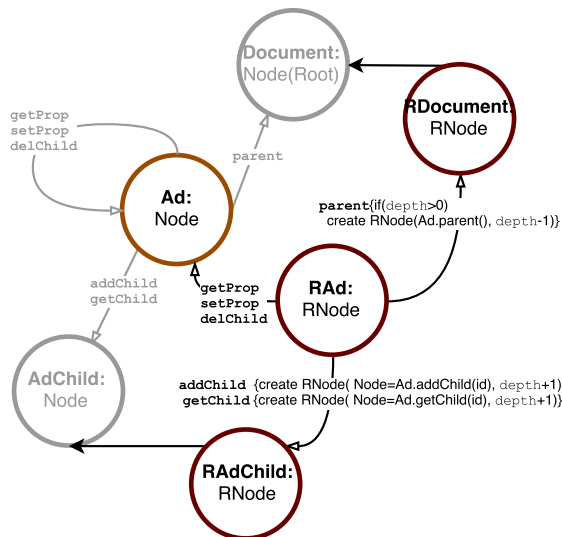 Document:
Node(Root)
RDocument:
RNode
getProp
setProp
delChild
parent
Ad:
Node
parent{if(depth>0)
create RNode(Ad.parent(), depth-1)}
addChild
getChild
getProp
setProp
delChild
RAd:
RNode
AdChild:
Node
addChild {create RNode( Node=Ad.addChild(id), depth+1)
getChild {create RNode( Node=Ad.getChild(id), depth+1)}
RAdChild:
RNode